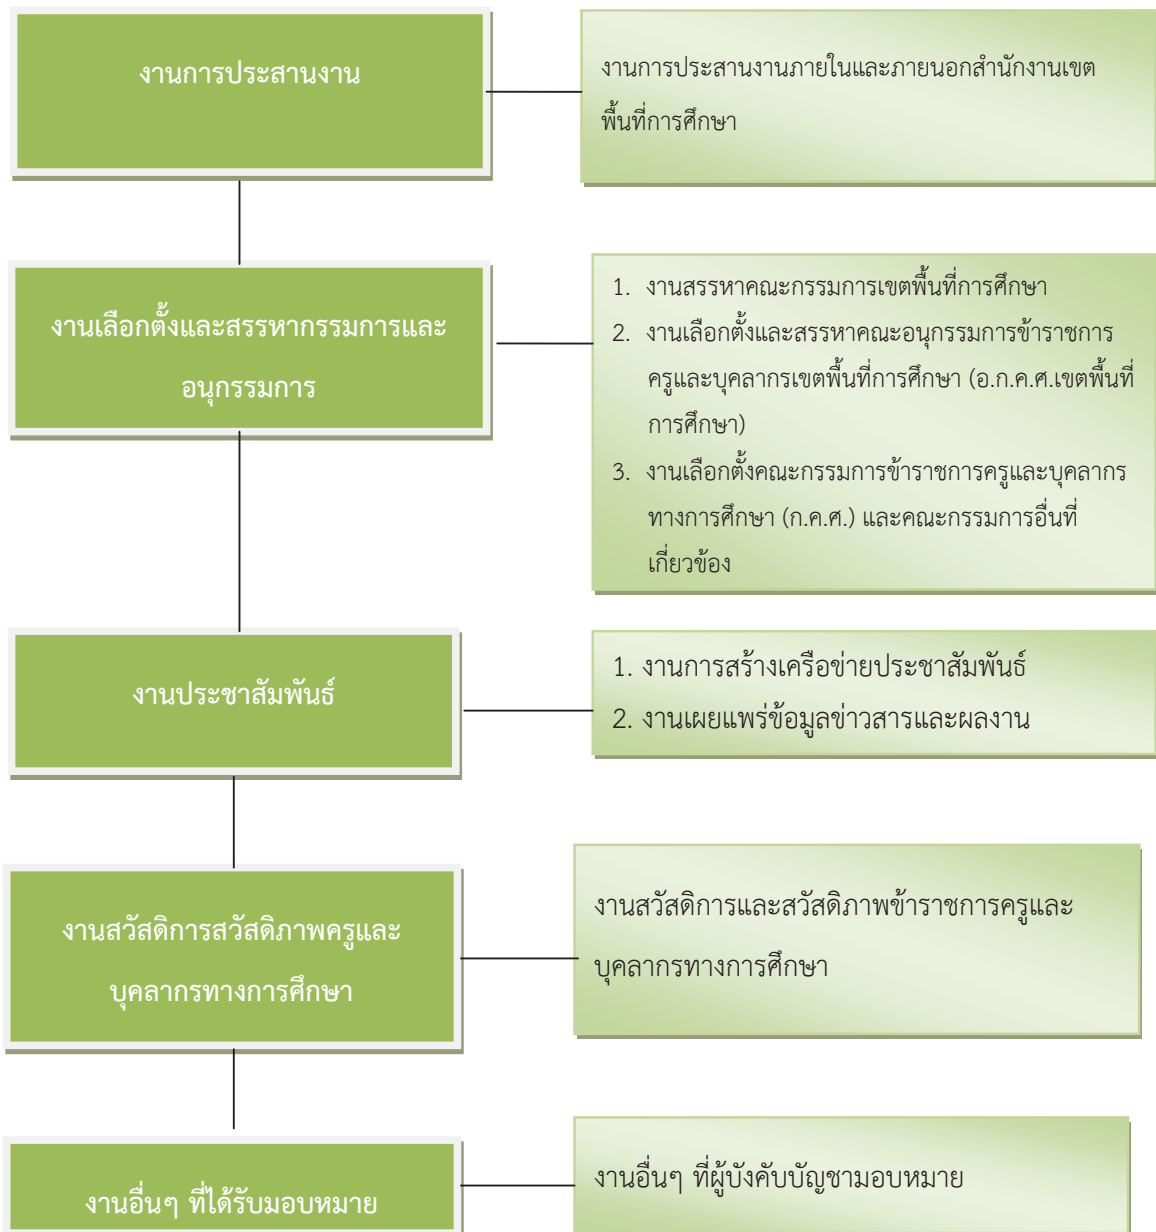 งานการประสานงาน
งานการประสานงานภายในและภายนอกสำนักงานเขต
พื้นที่การศึกษา
งานเลือกตั้งและสรรหากรรมการและ
อนุกรรมการ
1. งานสรรหาคณะกรรมการเขตพื้นที่การศึกษา
2. งานเลือกตั้งและสรรหาคณะอนุกรรมการข้าราชการ
ครูและบุคลากรเขตพื้นที่การศึกษา (อ.ก.ค.ศ.เขตพื้นที่
การศึกษา)
3. งานเลือกตั้งคณะกรรมการข้าราชการครูและบุคลากร
ทางการศึกษา (ก.ค.ศ.) และคณะกรรมการอื่นที่
เกี่ยวข้อง
งานประชาสัมพันธ์
1. งานการสร้างเครือข่ายประชาสัมพันธ์
2. งานเผยแพร่ข้อมูลข่าวสารและผลงาน
งานสวัสดิการสวัสดิภาพครูและ
บุคลากรทางการศึกษา
งานสวัสดิการและสวัสดิภาพข้าราชการครูและ
บุคลากรทางการศึกษา
งานอื่นๆ ที่ได้รับมอบหมาย
งานอื่นๆ ที่ผู้บังคับบัญชามอบหมาย